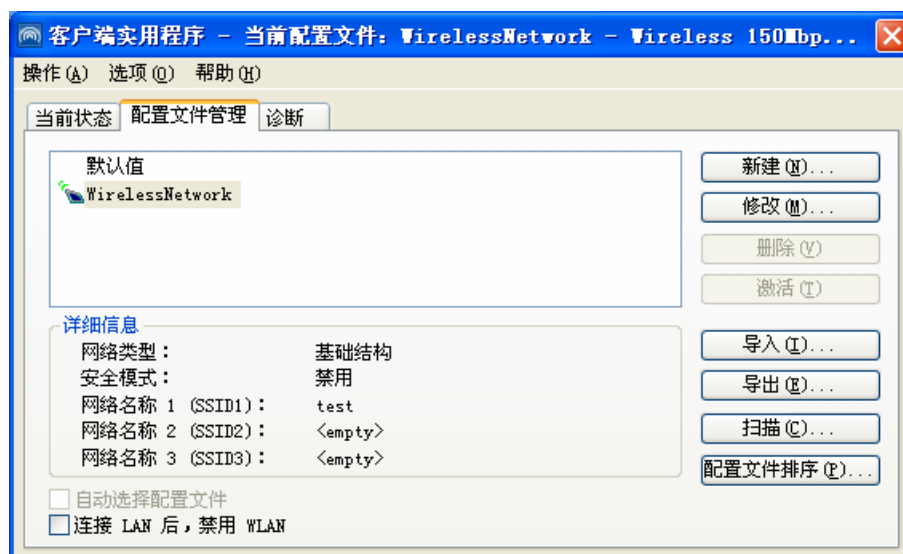 客户端实用程序 - 当前配置文件: WirelessNetwork - Wireless 150Mbp...
操作(A) 选项(O) 帮助(H)
当前状态 配置文件管理 诊断
默认值
WirelessNetwork
新建(N)...
修改(M)...
删除(V)
激活(T)
详细信息
网络类型： 基础结构
安全模式： 禁用
网络名称 1 (SSID1)： test
网络名称 2 (SSID2)： <empty>
网络名称 3 (SSID3)： <empty>
导入(I)...
导出(E)...
扫描(C)...
配置文件排序(P)...
自动选择配置文件
连接 LAN 后，禁用 WLAN